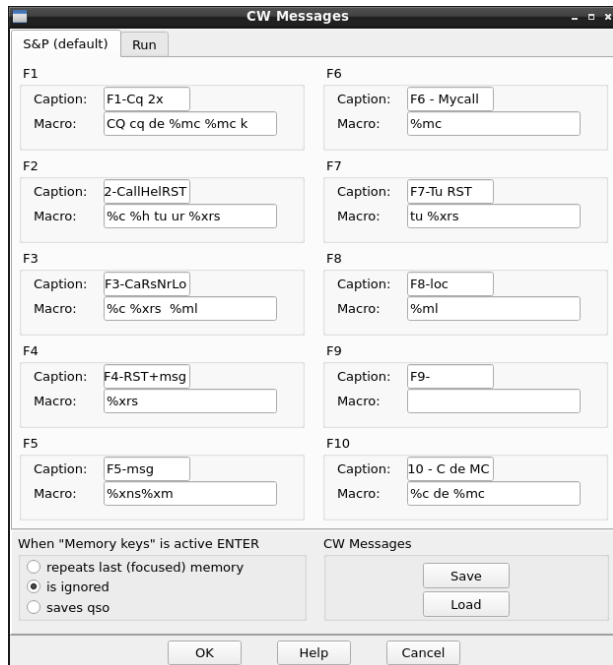 CW Messages
S&P (default) Run
F1
Caption: F1-Cq 2x
Macro: CQ cq de %mc %mc k
F2
Caption: 2-CallHelRST
Macro: %c %h tu ur %xrs
F3
Caption: F3-CaRsNrLo
Macro: %c %xrs  %ml
F4
Caption: F4-RST+msg
Macro: %xrs
F5
Caption: F5-msg
Macro: %xns%xm
F6
Caption: F6 - Mycall
Macro: %mc
F7
Caption: F7-Tu RST
Macro: tu %xrs
F8
Caption: F8-loc
Macro: %ml
F9
Caption: F9-
Macro:
F10
Caption: 10 - C de MC
Macro: %c de %mc
When "Memory keys" is active ENTER
repeats last (focused) memory
is ignored
saves qso
CW Messages
Save
Load
OK Help Cancel